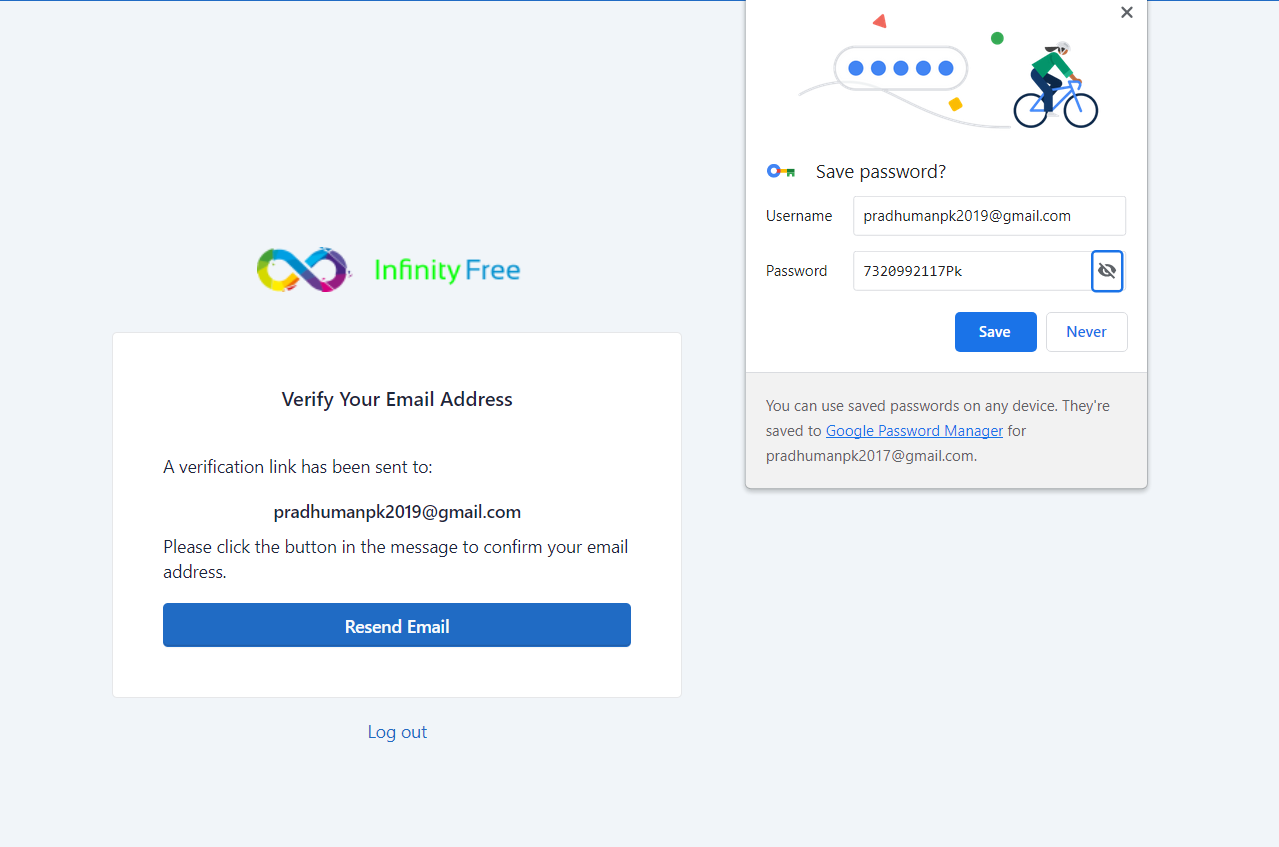 Infinity Free
Verify Your Email Address
A verification link has been sent to:
pradhumanpk2019@gmail.com
Please click the button in the message to confirm your email
address.
Resend Email
Log out
Save password?
Username pradhumanpk2019@gmail.com
Password 7320992117Pk
Save Never
You can use saved passwords on any device. They're
saved to Google Password Manager for
pradhumanpk2017@gmail.com.